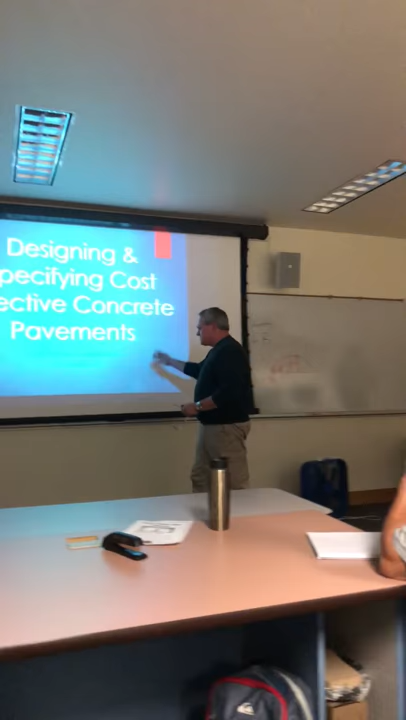 Designing &
pecifying Cost
ective Concrete
Pavements